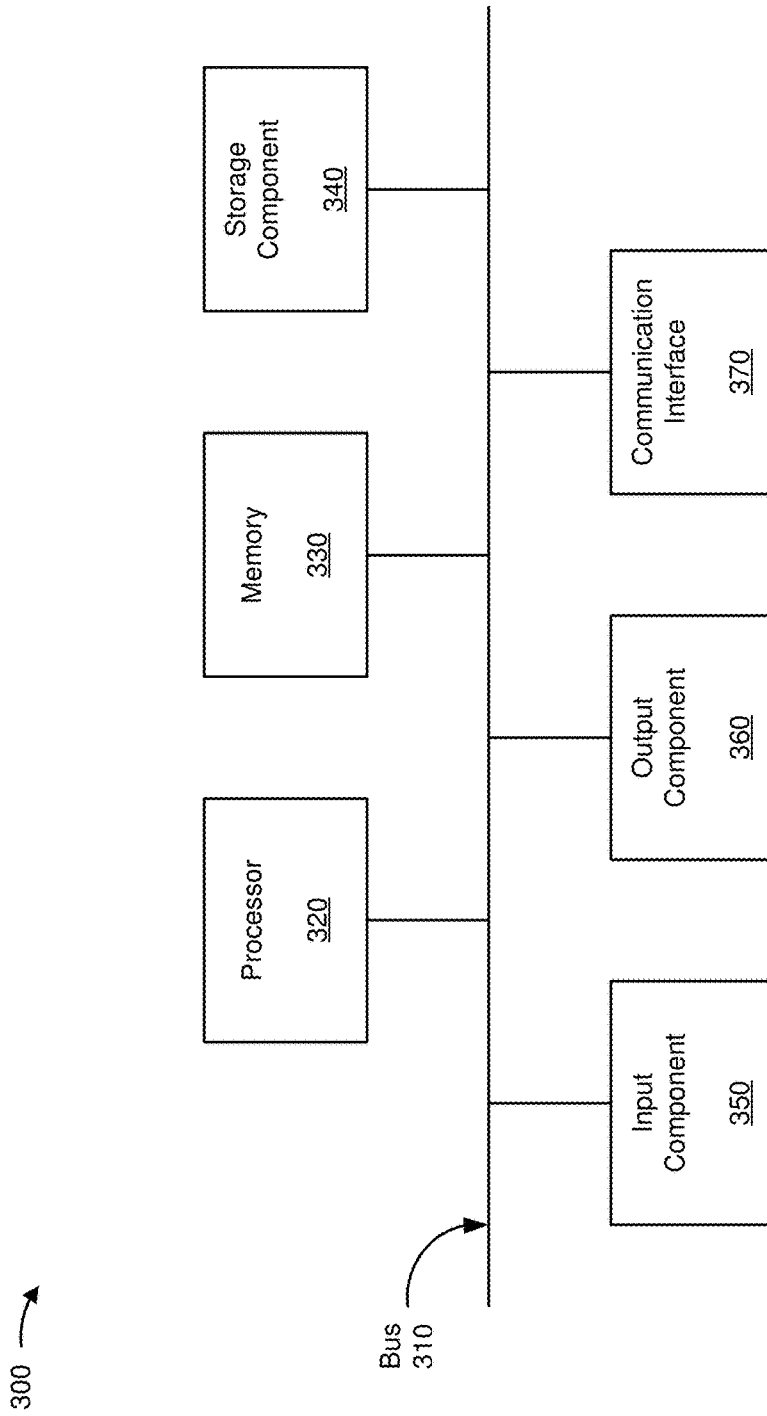 300
Bus
310
Processor
320
Memory
330
Storage
Component
340
Input
Component
350
Output
Component
360
Communication
Interface
370